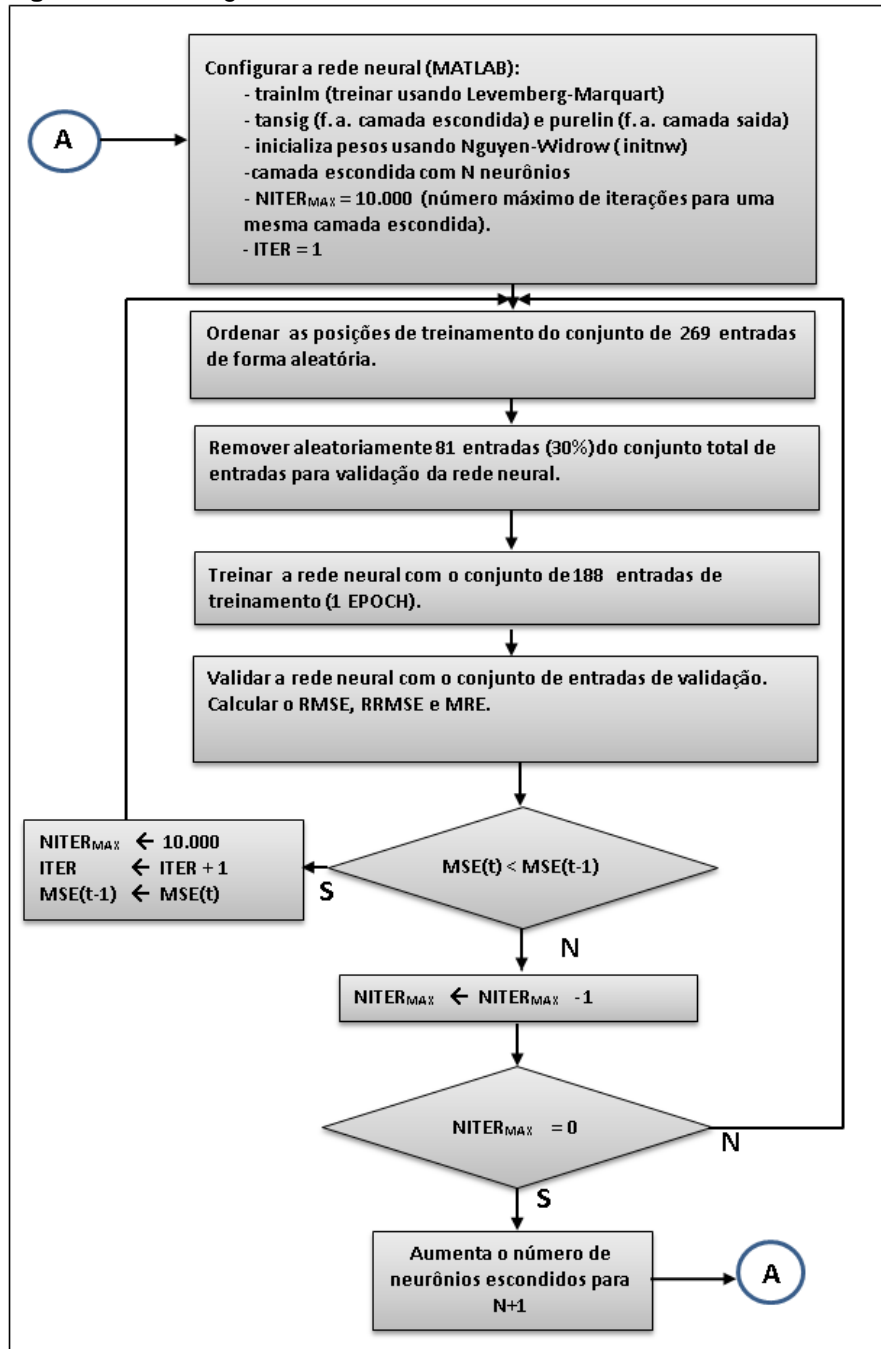 A
Configurar a rede neural (MATLAB):
- trainlm (treinar usando Levemberg-Marquart)
- tansig (f. a. camada escondida) e purelin (f. a. camada saida)
- inicializa pesos usando Nguyen-Widrow ( initnw)
-camada escondida com N neurônios
- NITERMAX = 10.000 (número máximo de iterações para uma
mesma camada escondida).
- ITER = 1
Ordenar as posições de treinamento do conjunto de 269 entradas
de forma aleatória.
Remover aleatoriamente 81 entradas (30%)do conjunto total de
entradas para validação da rede neural.
Treinar a rede neural com o conjunto de 188 entradas de
treinamento (1 EPOCH).
Validar a rede neural com o conjunto de entradas de validação.
Calcular o RMSE, RRMSE e MRE.
MSE(t) < MSE(t-1)
S
N
NITERMAX ← 10.000
ITER ← ITER + 1
MSE(t-1) ← MSE(t)
NITERMAX ← NITERMAX -1
NITERMAX = 0
N
S
Aumenta o número de
neurônios escondidos para
N+1
A